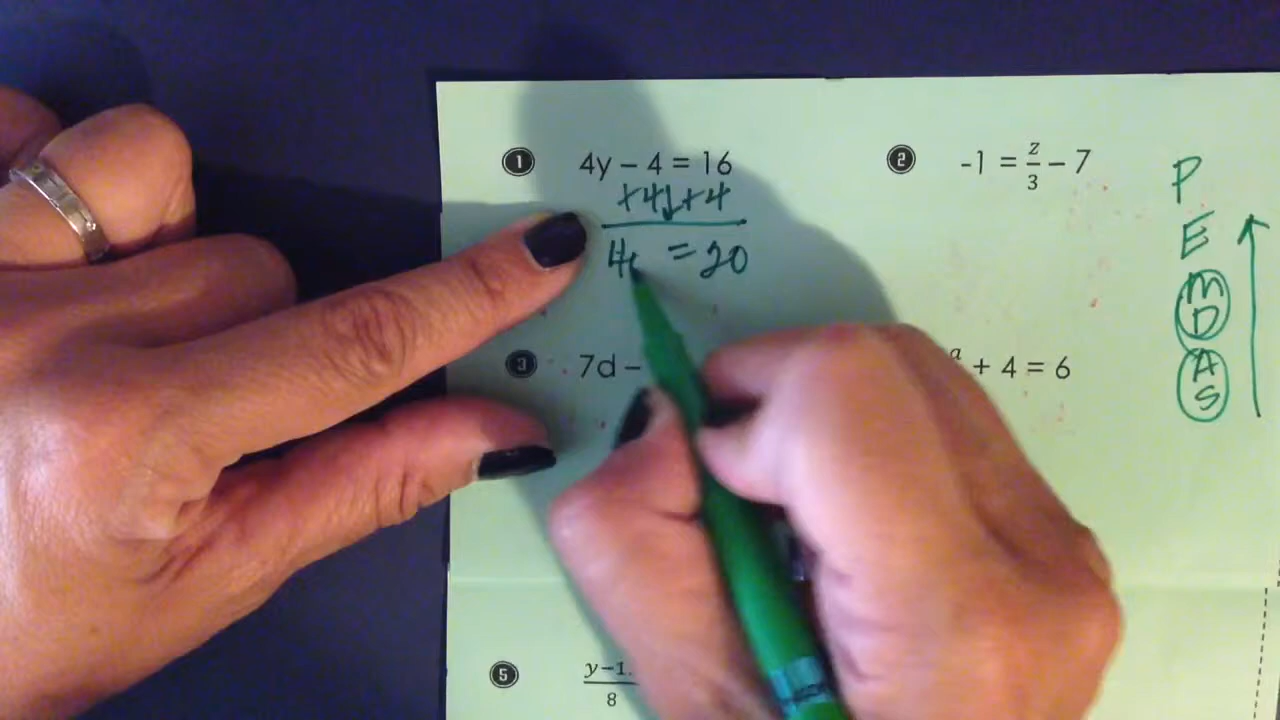 1 4y – 4 = 16
+4↓+4
4 = 20
2 -1 = z/3 – 7
P
E
M
D
A
S
3 7d –
a + 4 = 6
5 y–1
8